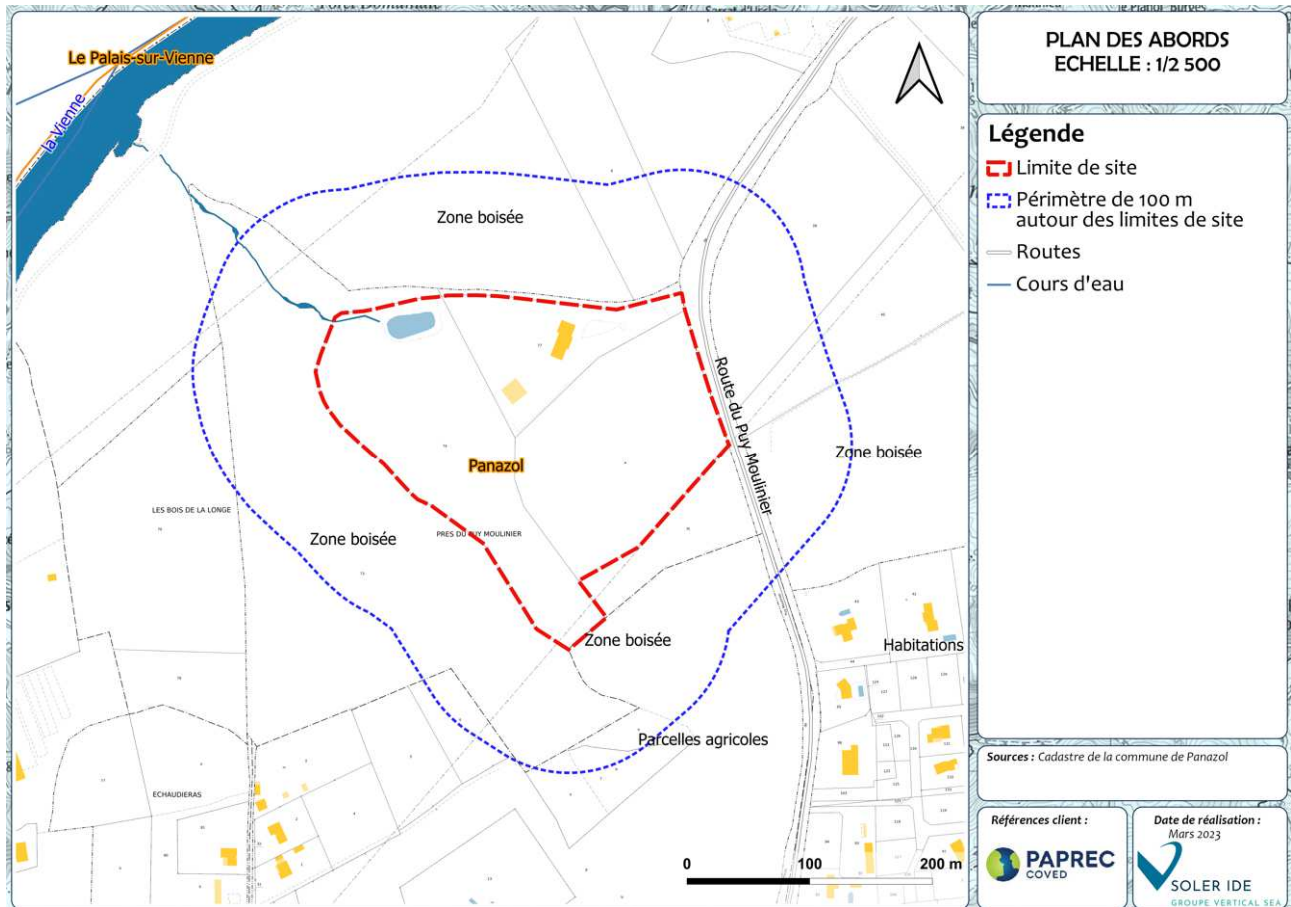 PLAN DES ABORDS
ECHELLE : 1/2 500
Légende
Limite de site
Périmètre de 100 m
autour des limites de site
Routes
Cours d'eau
Sources : Cadastre de la commune de Panazol
Références client :
PAPREC
COVED
Date de réalisation :
Mars 2023
SOLER IDE
GROUPE VERTICAL SEA
Le Palais-sur-Vienne
la Vienne
Zone boisée
Route du Puy Moulinier
Zone boisée
Panazol
LES BOIS DE LA LONGE
Zone boisée
PRES DU PUY MOULINIER
Zone boisée
Habitations
Parcelles agricoles
ECHAUDIERAS
0 100 200 m